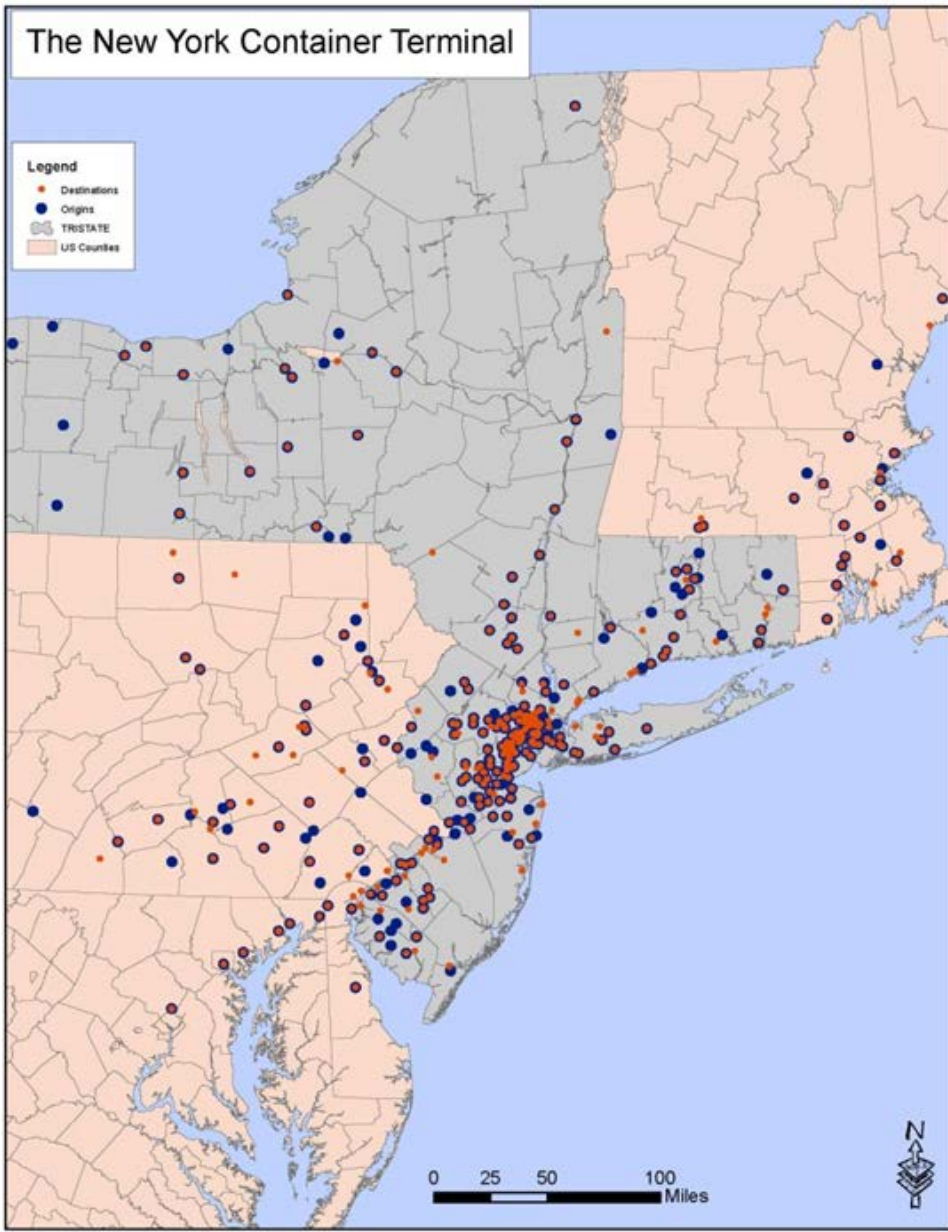 The New York Container Terminal
Legend
Destinations
Origins
TRISTATE
US Counties
N
0 25 50 100
Miles